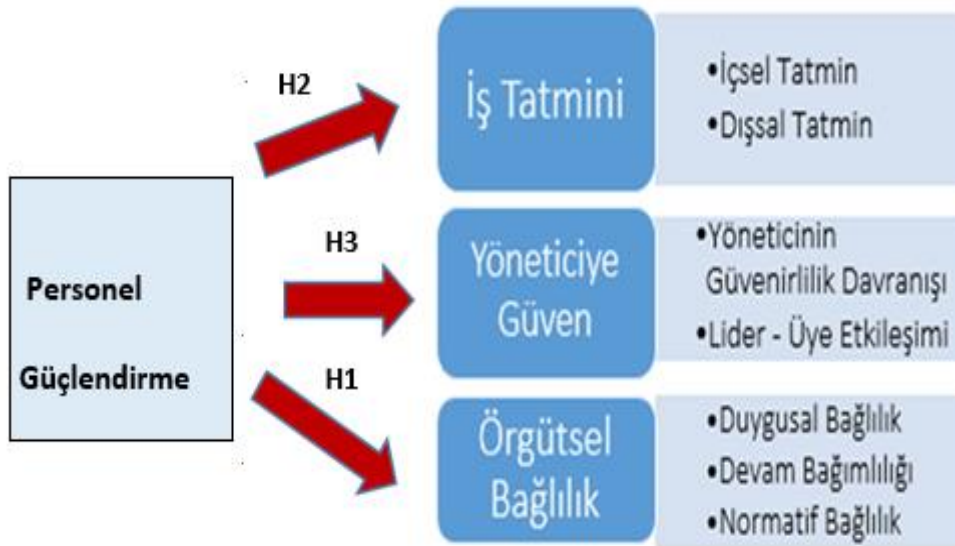 Personel
Güçlendirme
H2
İş Tatmini
•İçsel Tatmin
•Dışsal Tatmin
H3
Yöneticiye
Güven
•Yöneticinin
Güvenirlilik Davranışı
•Lider - Üye Etkileşimi
H1
Örgütsel
Bağlılık
•Duygusal Bağlılık
•Devam Bağımlılığı
•Normatif Bağlılık